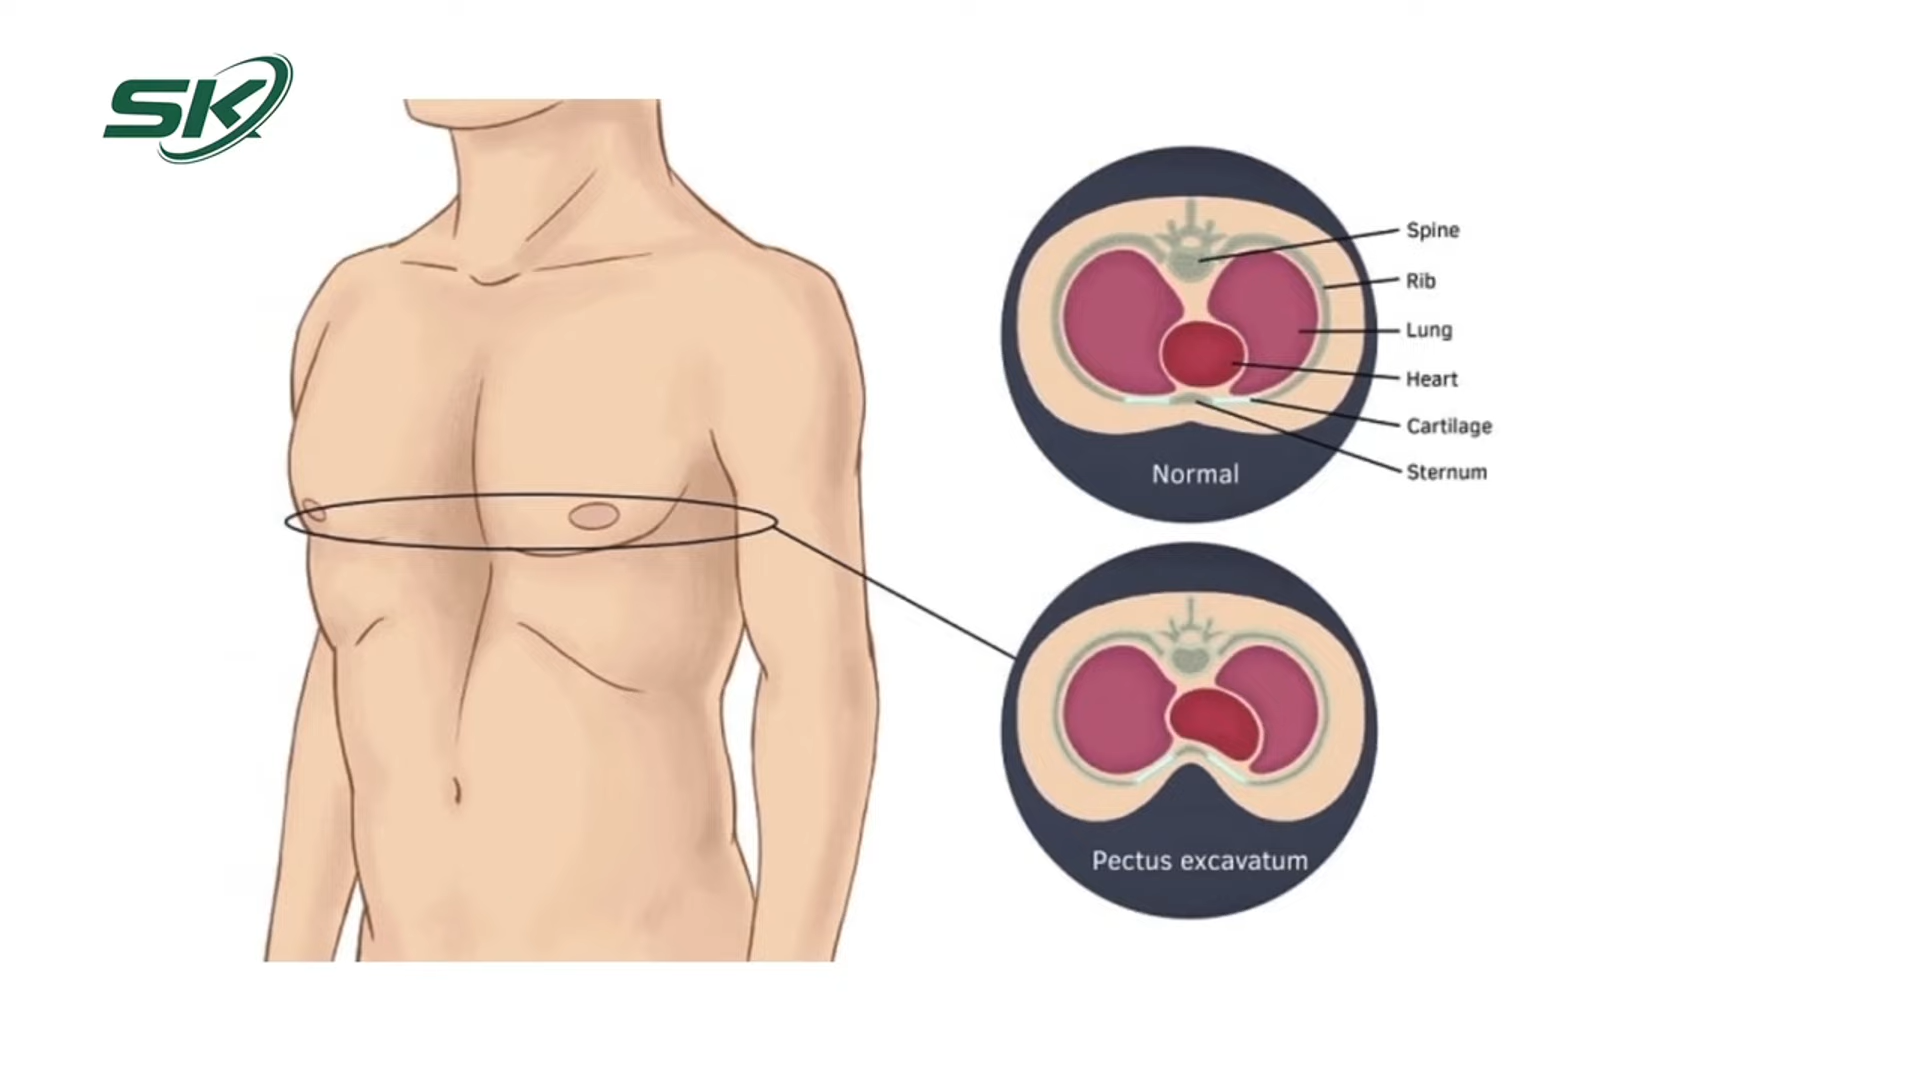 SK
Spine
Rib
Lung
Heart
Cartilage
Sternum
Normal
Pectus excavatum